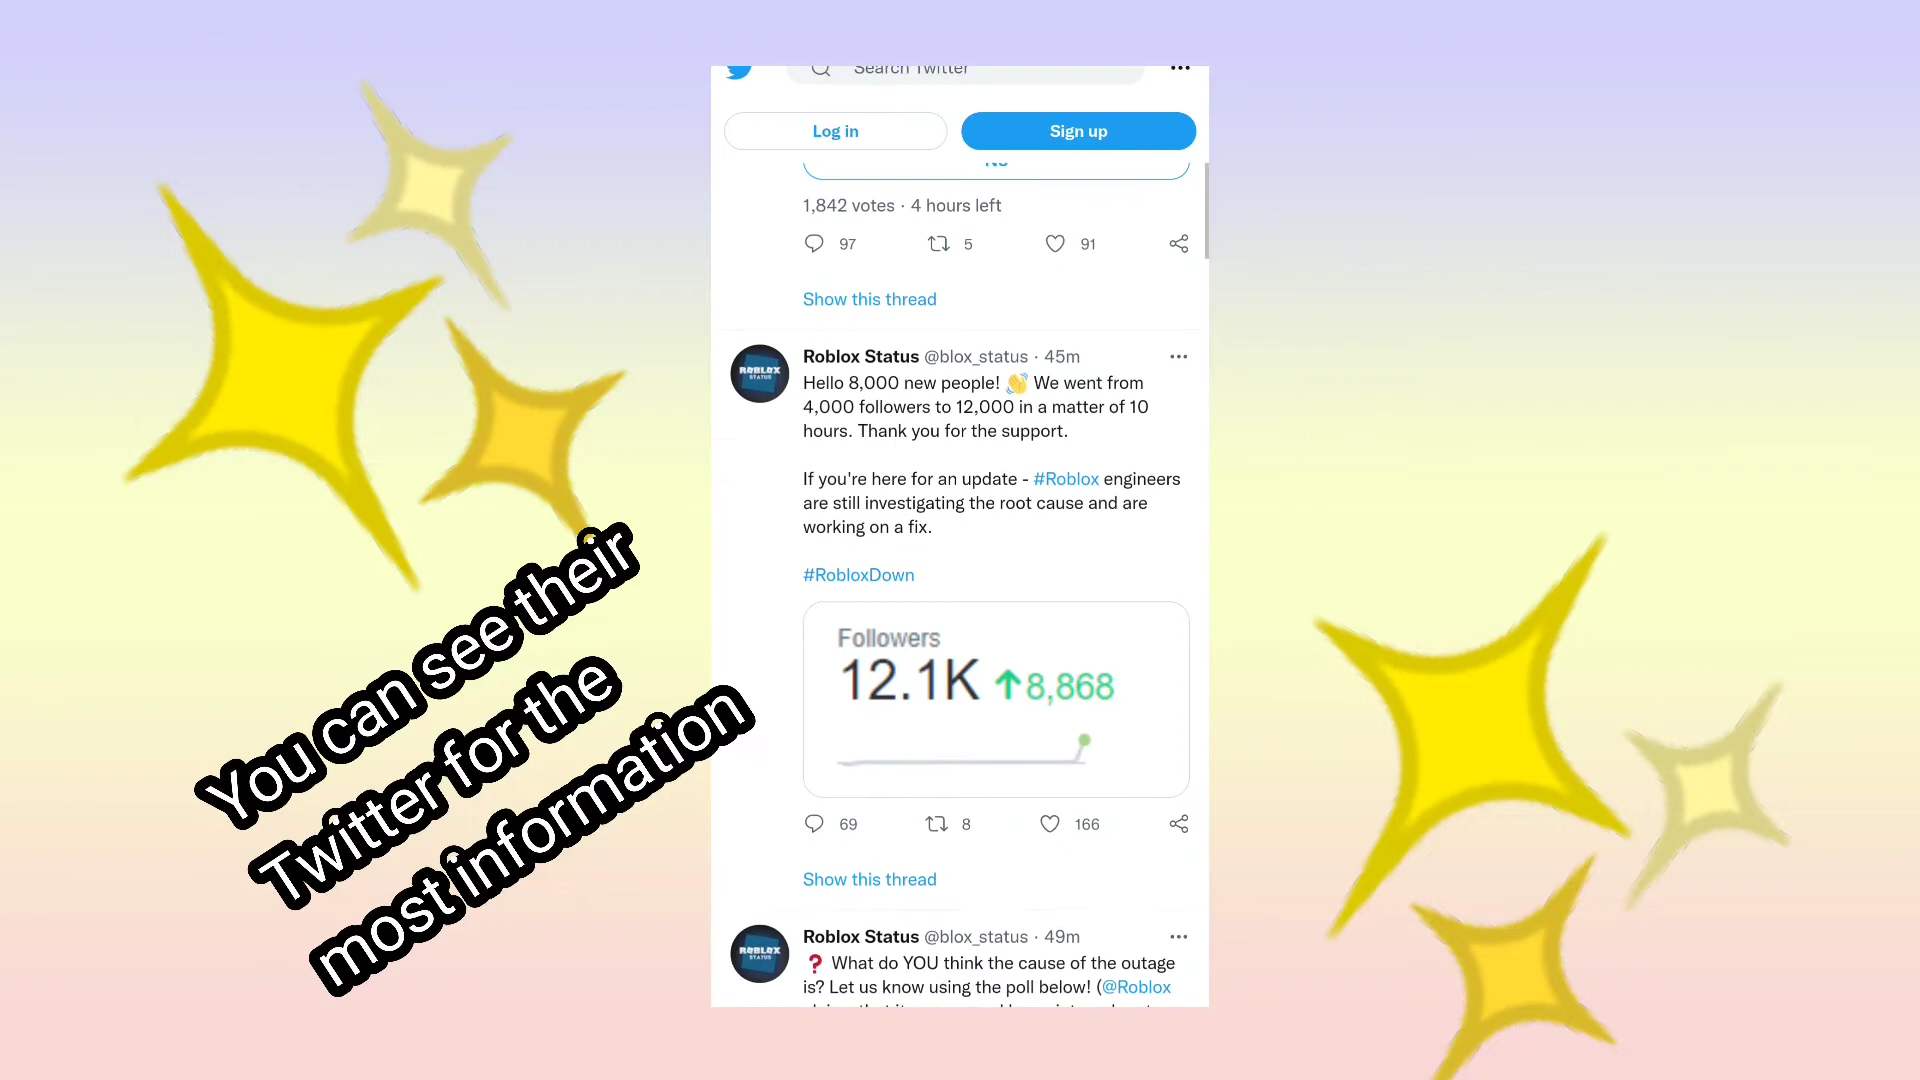 Search Twitter
Log in
Sign up
No
1,842 votes · 4 hours left
97
5
91
Show this thread
ROBLOX
STATUS
Roblox Status @blox_status · 45m
Hello 8,000 new people! 👋 We went from
4,000 followers to 12,000 in a matter of 10
hours. Thank you for the support.
If you're here for an update - #Roblox engineers
are still investigating the root cause and are
working on a fix.
#RobloxDown
Followers
12.1K ↑8,868
69
8
166
Show this thread
ROBLOX
STATUS
Roblox Status @blox_status · 49m
❓ What do YOU think the cause of the outage
is? Let us know using the poll below! (@Roblox
You can see their
Twitter for the
most information